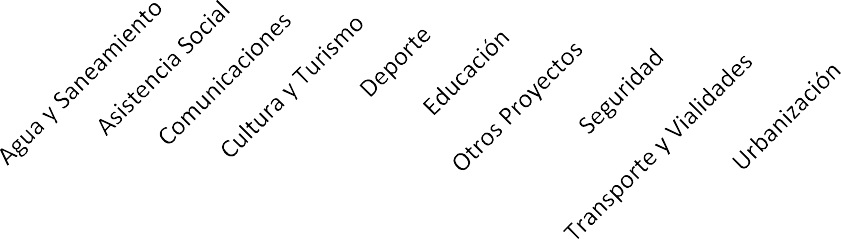 Agua y Saneamiento
Asistencia Social
Comunicaciones
Cultura y Turismo
Deporte
Educación
Otros Proyectos
Seguridad
Transporte y Vialidades
Urbanización